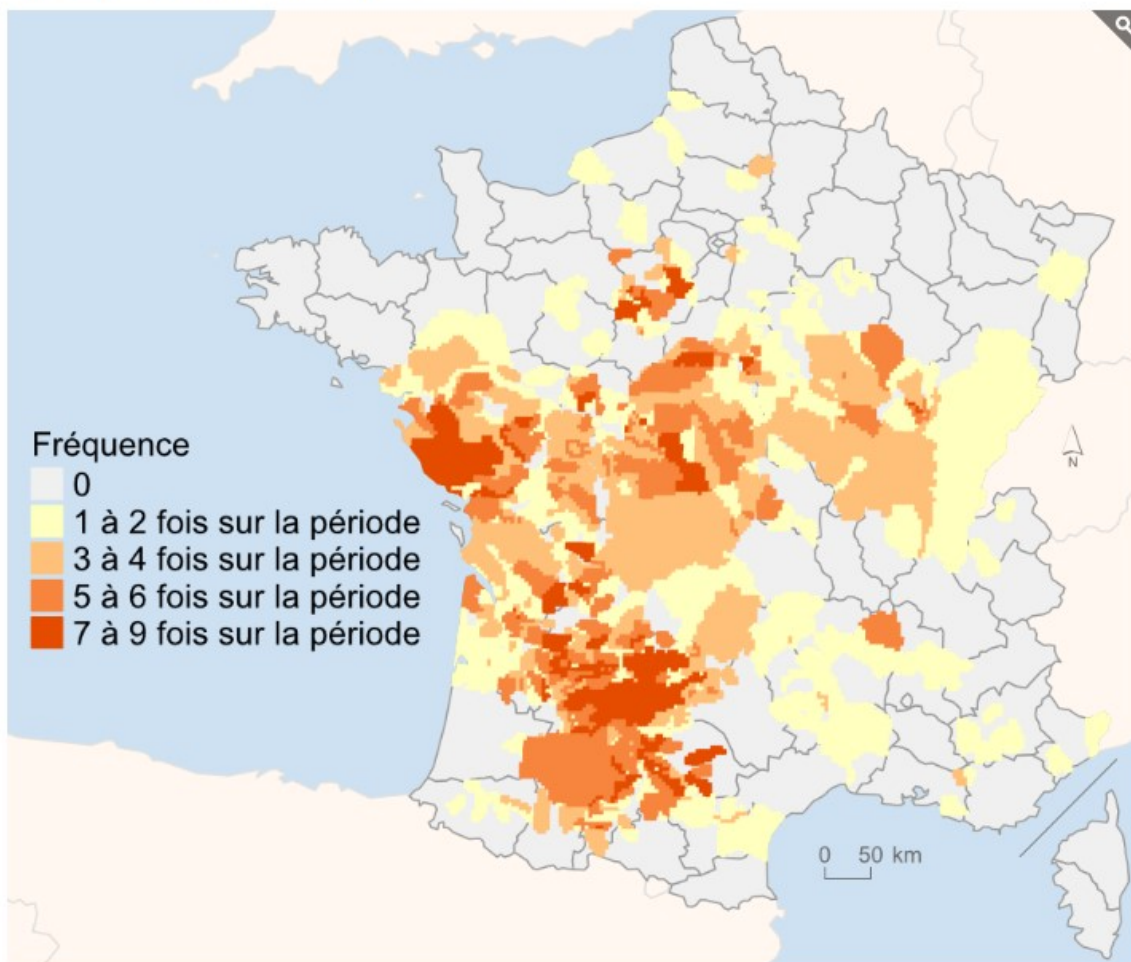 Fréquence
0
1 à 2 fois sur la période
3 à 4 fois sur la période
5 à 6 fois sur la période
7 à 9 fois sur la période
N
0 50 km